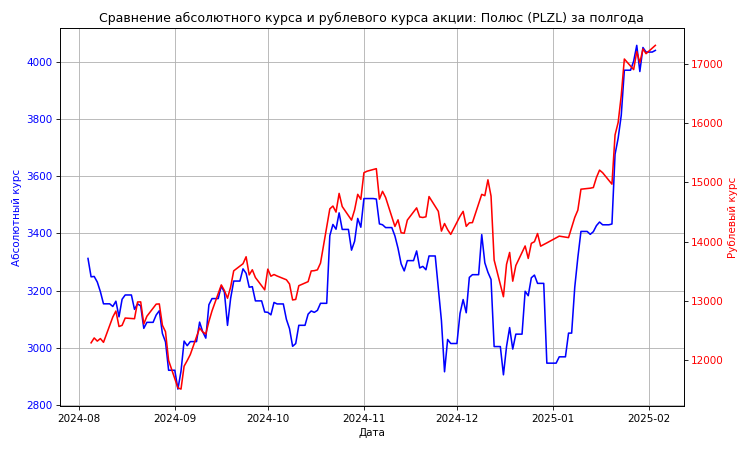 Сравнение абсолютного курса и рублевого курса акции: Полюс (PLZL) за полгода
Абсолютный курс
4000
3800
3600
3400
3200
3000
2800
17000
16000
15000
14000
13000
12000
Рублевый курс
2024-08 2024-09 2024-10 2024-11 2024-12 2025-01 2025-02
Дата